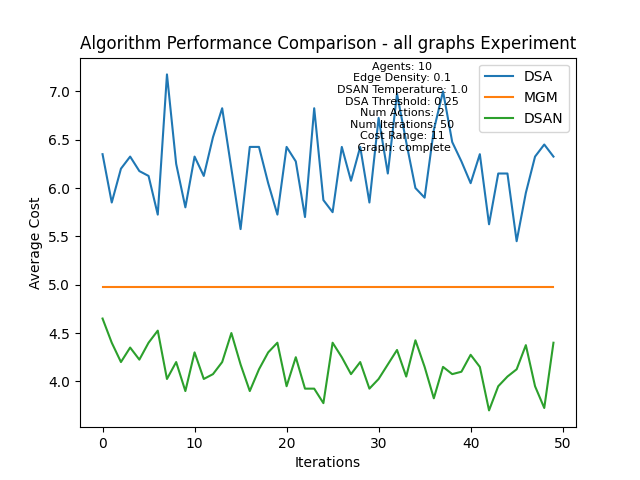 Algorithm Performance Comparison - all graphs Experiment
Agents: 10
Edge Density: 0.1
DSAN Temperature: 1.0
DSA Threshold: 0.25
Num Actions: 2
Num Iterations: 50
Cost Range: 11
Graph: complete
DSA
MGM
DSAN
Average Cost
7.0
6.5
6.0
5.5
5.0
4.5
4.0
0
10
20
30
40
50
Iterations